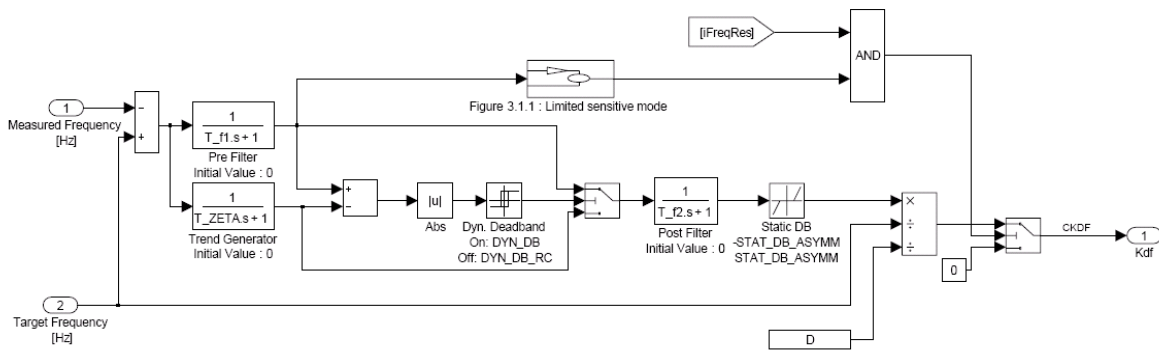 [iFreqRes]
AND
Figure 3.1.1 : Limited sensitive mode
1
Measured Frequency
[Hz]
−
+
1
T_f1.s + 1
Pre Filter
Initial Value : 0
1
T_ZETA.s + 1
Trend Generator
Initial Value : 0
+
−
|u|
Abs
Dyn. Deadband
On: DYN_DB
Off: DYN_DB_RC
1
T_f2.s + 1
Post Filter
Initial Value : 0
Static DB
-STAT_DB_ASYMM
STAT_DB_ASYMM
×
÷
÷
0
CKDF
1
Kdf
2
Target Frequency
[Hz]
D